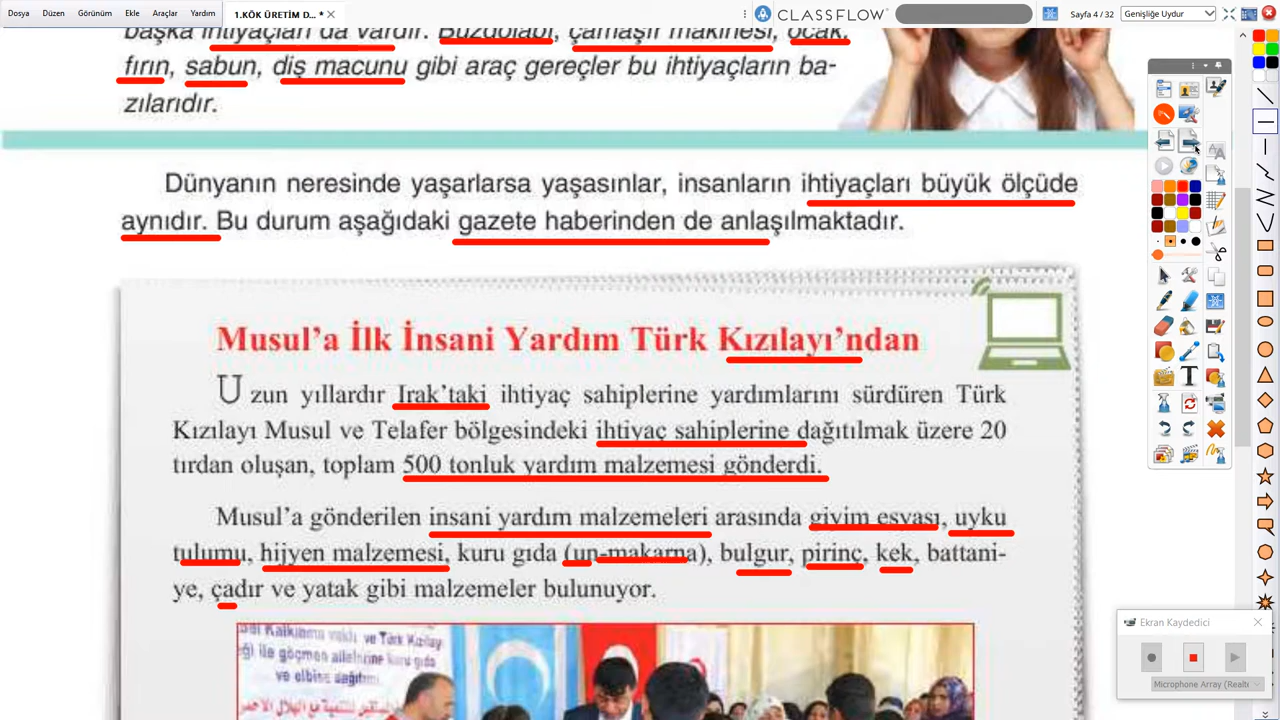 Dosya Düzen Görünüm Ekle Araçlar Yardım
1.KÖK ÜRETİM D... *
CLASSFLOW
Sayfa 4 / 32
Genişliğe Uydur
başka ihtiyaçları da vardır. Buzdolabı, çamaşır makinesi, ocak,
fırın, sabun, diş macunu gibi araç gereçler bu ihtiyaçların ba-
zılarıdır.
Dünyanın neresinde yaşarlarsa yaşasınlar, insanların ihtiyaçları büyük ölçüde
aynıdır. Bu durum aşağıdaki gazete haberinden de anlaşılmaktadır.
Musul’a İlk İnsani Yardım Türk Kızılayı’ndan
Uzun yıllardır Irak’taki ihtiyaç sahiplerine yardımlarını sürdüren Türk
Kızılayı Musul ve Telafer bölgesindeki ihtiyaç sahiplerine dağıtılmak üzere 20
tırdan oluşan, toplam 500 tonluk yardım malzemesi gönderdi.
Musul’a gönderilen insani yardım malzemeleri arasında giyim eşyası, uyku
tulumu, hijyen malzemesi, kuru gıda (un-makarna), bulgur, pirinç, kek, battani-
ye, çadır ve yatak gibi malzemeler bulunuyor.
Kalkınma vakfı ve Türk Kızılay
ile göçmen ailelerine kuru gıda
ve elbise dağıtım
Ekran Kaydedici
Microphone Array (Realte